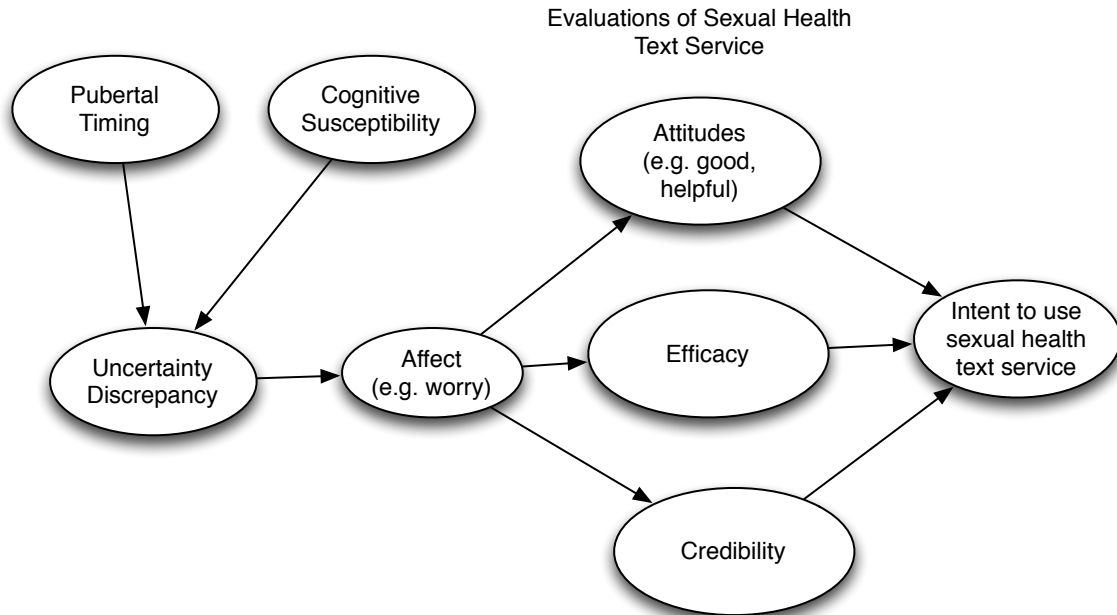 Evaluations of Sexual Health
Text Service
Pubertal
Timing
Cognitive
Susceptibility
Attitudes
(e.g. good,
helpful)
Uncertainty
Discrepancy
Affect
(e.g. worry)
Efficacy
Intent to use
sexual health
text service
Credibility